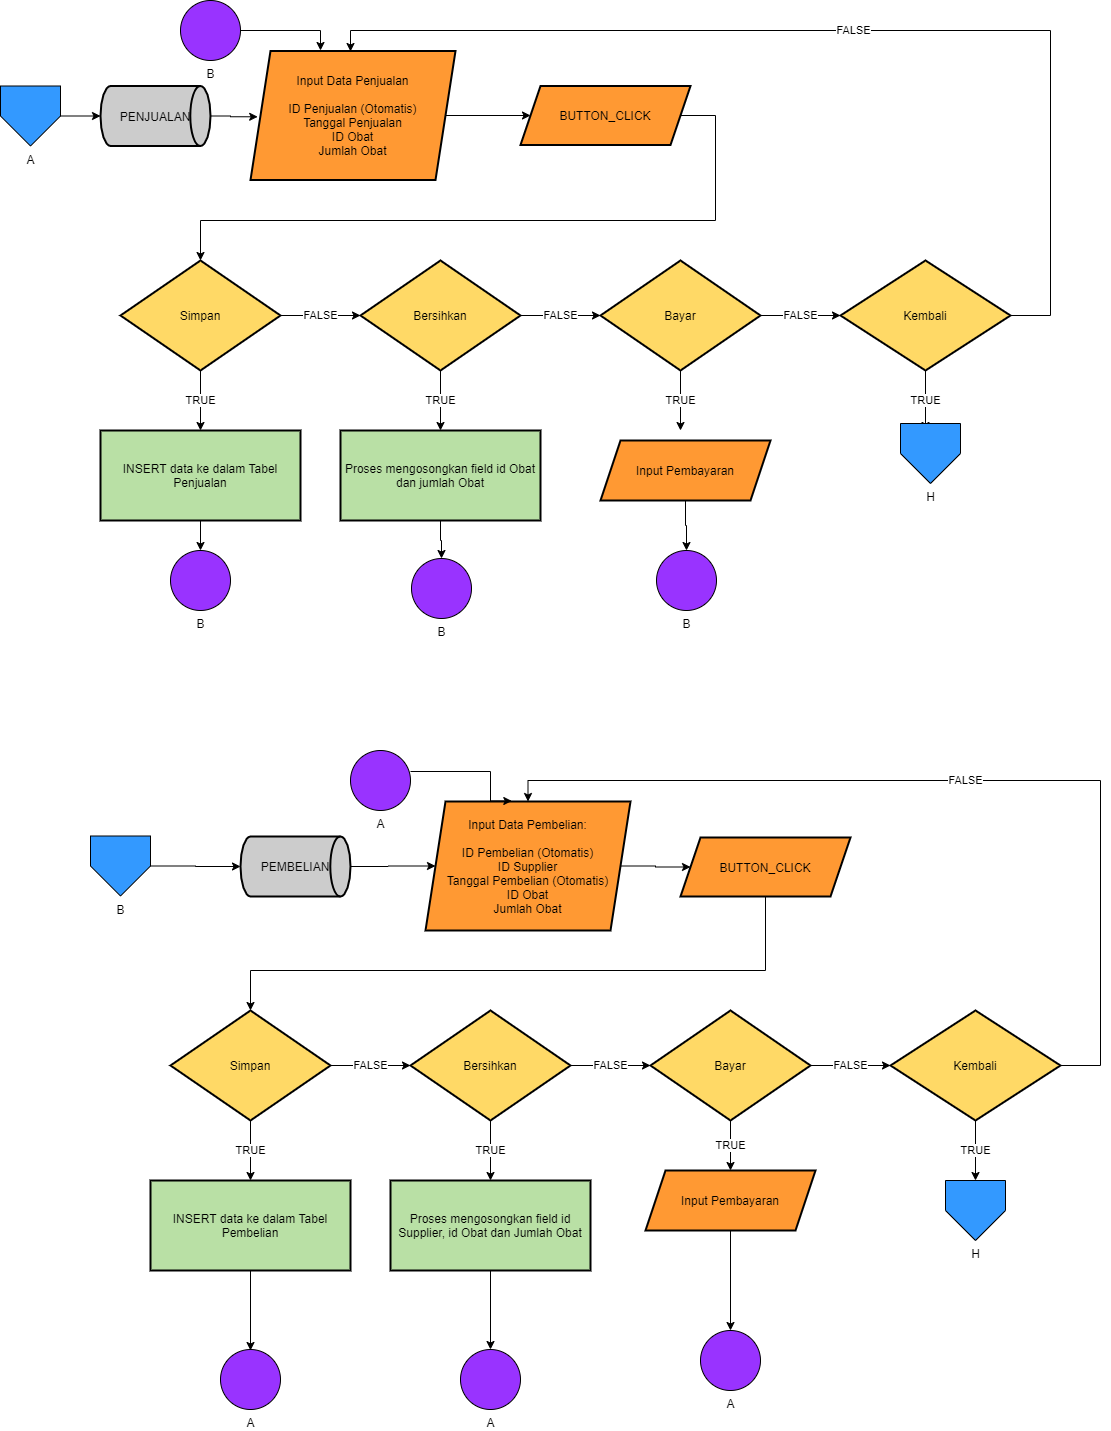 B
FALSE
A
PENJUALAN
Input Data Penjualan
ID Penjualan (Otomatis)
Tanggal Penjualan
ID Obat
Jumlah Obat
BUTTON_CLICK
Simpan
FALSE
Bersihkan
FALSE
Bayar
FALSE
Kembali
TRUE
TRUE
TRUE
TRUE
INSERT data ke dalam Tabel
Penjualan
Proses mengosongkan field id Obat
dan jumlah Obat
Input Pembayaran
H
B
B
B
A
FALSE
B
PEMBELIAN
Input Data Pembelian:
ID Pembelian (Otomatis)
ID Supplier
Tanggal Pembelian (Otomatis)
ID Obat
Jumlah Obat
BUTTON_CLICK
Simpan
FALSE
Bersihkan
FALSE
Bayar
FALSE
Kembali
TRUE
TRUE
TRUE
TRUE
INSERT data ke dalam Tabel
Pembelian
Proses mengosongkan field id
Supplier, id Obat dan Jumlah Obat
Input Pembayaran
H
A
A
A